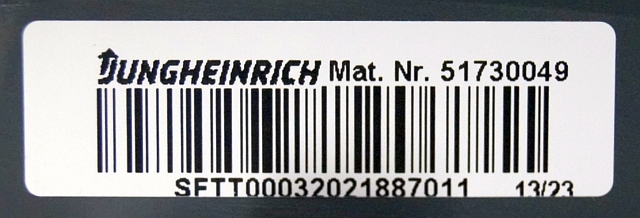 JUNGHEINRICH Mat. Nr. 51730049
SFTT00032021887011 13/23